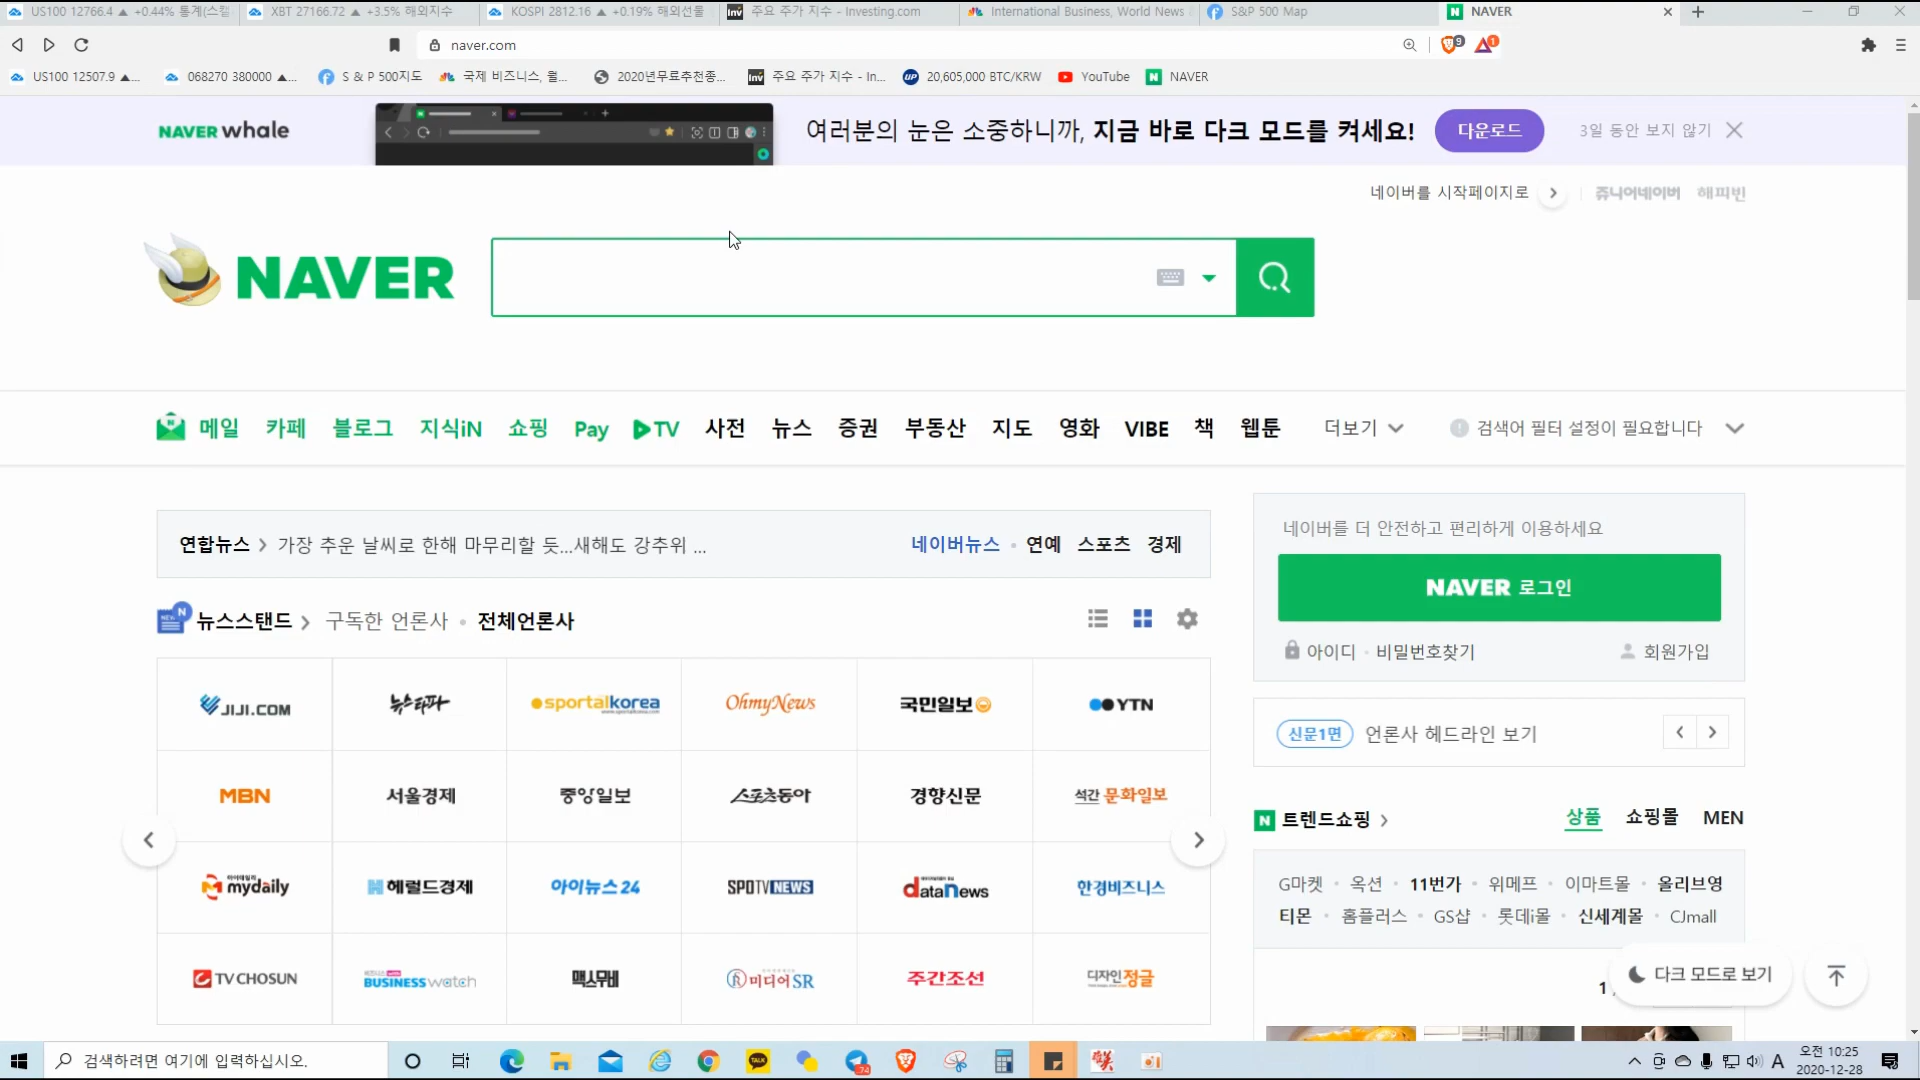 US100 12766.4 ▲ +0.44% 통계(스캘
XBT 27166.72 ▲ +3.5% 해외지수
KOSPI 2812.16 ▲ +0.19% 해외선물
주요 주가 지수 - Investing.com
International Business, World News
S&P 500 Map
NAVER
naver.com
9
1
US100 12507.9 ▲...
068270 380000 ▲...
S & P 500지도
국제 비즈니스, 월...
2020년무료추천종...
주요 주가 지수 - In...
20,605,000 BTC/KRW
YouTube
NAVER
NAVER whale
여러분의 눈은 소중하니까, 지금 바로 다크 모드를 켜세요!
다운로드
3일 동안 보지 않기
네이버를 시작페이지로
쥬니어네이버
해피빈
NAVER
메일 카페 블로그 지식iN 쇼핑 Pay TV 사전 뉴스 증권 부동산 지도 영화 VIBE 책 웹툰
더보기
검색어 필터 설정이 필요합니다
연합뉴스 > 가장 추운 날씨로 한해 마무리할 듯...새해도 강추위 ...
네이버뉴스 연예 스포츠 경제
뉴스스탠드 > 구독한 언론사 • 전체언론사
JIJI.COM
뉴스타파
sportalkorea
OhmyNews
국민일보
YTN
MBN
서울경제
중앙일보
스포츠동아
경향신문
석간 문화일보
마이데일리 mydaily
헤럴드경제
아이뉴스24
SPOTV NEWS
dataNews
한경비즈니스
TV CHOSUN
BUSINESS watch
맥스무비
미디어SR
주간조선
디자인정글
네이버를 더 안전하고 편리하게 이용하세요
NAVER 로그인
아이디 • 비밀번호찾기
회원가입
신문1면 언론사 헤드라인 보기
트렌드쇼핑 >
상품 쇼핑몰 MEN
G마켓 • 옥션 • 11번가 • 위메프 • 이마트몰 • 올리브영
티몬 • 홈플러스 • GS샵 • 롯데i몰 • 신세계몰 • CJmall
1
다크 모드로 보기
검색하려면 여기에 입력하십시오.
TALK
74
A
오전 10:25
2020-12-28